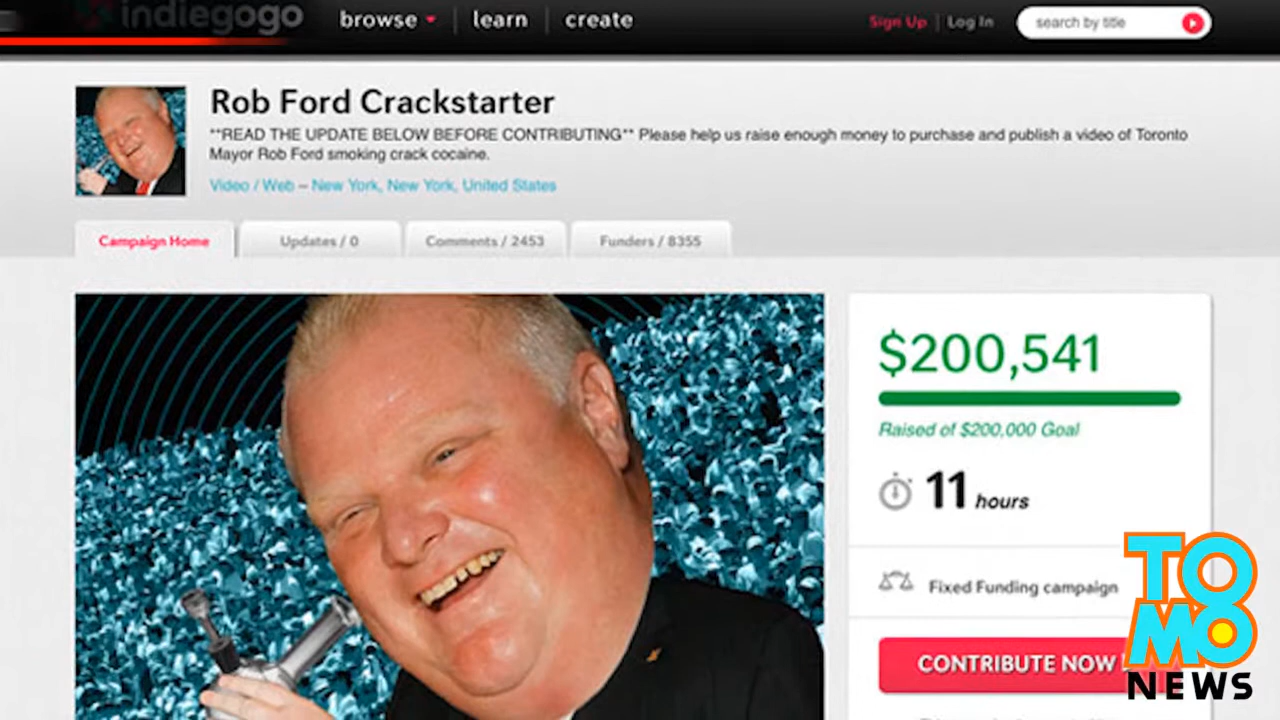 indiegogo
browse
learn
create
Sign Up
Log In
search by title
Rob Ford Crackstarter
**READ THE UPDATE BELOW BEFORE CONTRIBUTING** Please help us raise enough money to purchase and publish a video of Toronto
Mayor Rob Ford smoking crack cocaine.
Video / Web – New York, New York, United States
Campaign Home
Updates / 0
Comments / 2453
Funders / 8355
$200,541
Raised of $200,000 Goal
11 hours
Fixed Funding campaign
CONTRIBUTE NOW
TOMO
NEWS